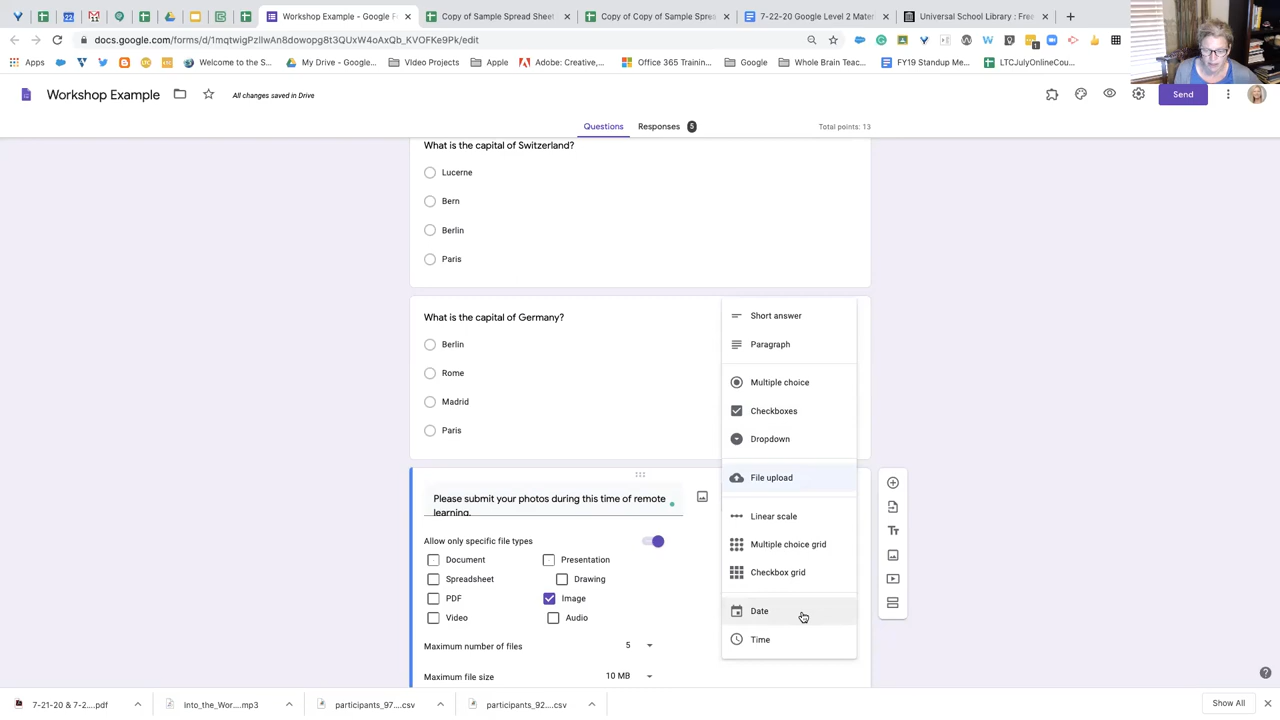 Workshop Example - Google F
Copy of Sample Spread Sheet
Copy of Copy of Sample Sprea
7-22-20 Google Level 2 Mater
Universal School Library : Free
docs.google.com/forms/d/
/edit
Apps
Welcome to the S...
My Drive - Google...
Video Projects
Apple
Adobe: Creative,...
Office 365 Trainin...
Google
Whole Brain Teac...
FY19 Standup Me...
LTCJulyOnlineCou...
Workshop Example
All changes saved in Drive
Send
Questions
Responses 5
Total points: 13
What is the capital of Switzerland?
Lucerne
Bern
Berlin
Paris
What is the capital of Germany?
Berlin
Rome
Madrid
Paris
Short answer
Paragraph
Multiple choice
Checkboxes
Dropdown
File upload
Linear scale
Multiple choice grid
Checkbox grid
Date
Time
Please submit your photos during this time of remote
learning.
Allow only specific file types
Document Presentation
Spreadsheet Drawing
PDF Image
Video Audio
Maximum number of files 5
Maximum file size 10 MB
Tt
7-21-20 & 7-2....pdf
Into_the_Wor...mp3
participants_97....csv
participants_92....csv
Show All